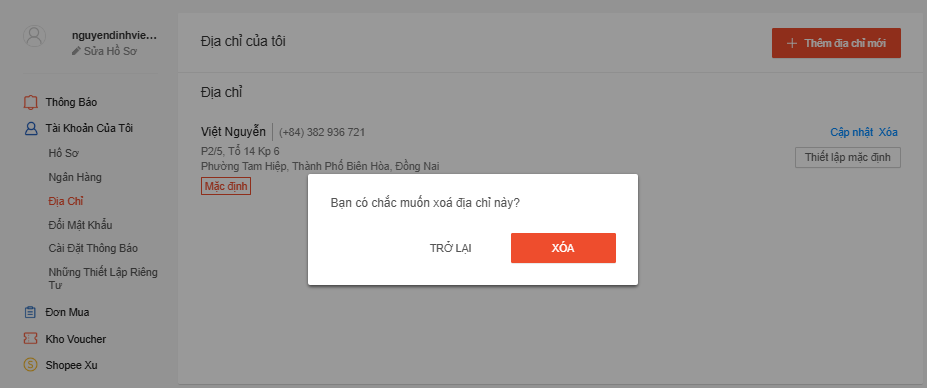 nguyendinhvie...
Sửa Hồ Sơ
Thông Báo
Tài Khoản Của Tôi
Hồ Sơ
Ngân Hàng
Địa Chỉ
Đổi Mật Khẩu
Cài Đặt Thông Báo
Những Thiết Lập Riêng
Tư
Đơn Mua
Kho Voucher
Shopee Xu
Địa chỉ của tôi
Thêm địa chỉ mới
Địa chỉ
Việt Nguyễn (+84) 382 936 721
Cập nhật Xóa
P2/5, Tổ 14 Kp 6
Phường Tam Hiệp, Thành Phố Biên Hòa, Đồng Nai
Thiết lập mặc định
Mặc định
Bạn có chắc muốn xoá địa chỉ này?
TRỞ LẠI
XÓA